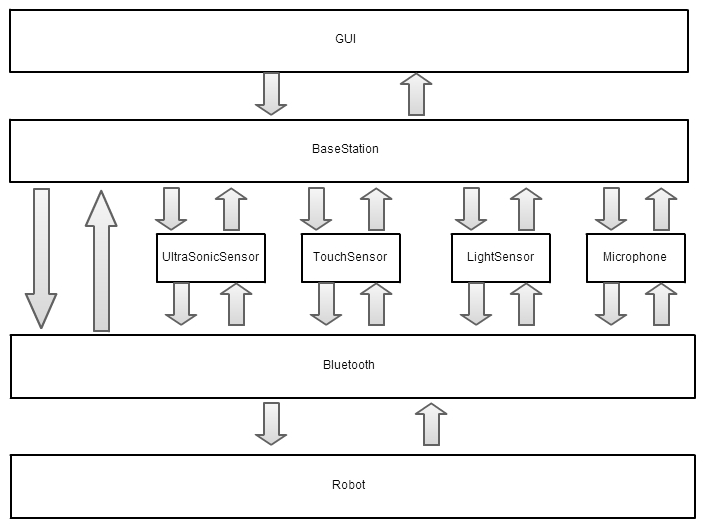 GUI
BaseStation
UltraSonicSensor
TouchSensor
LightSensor
Microphone
Bluetooth
Robot